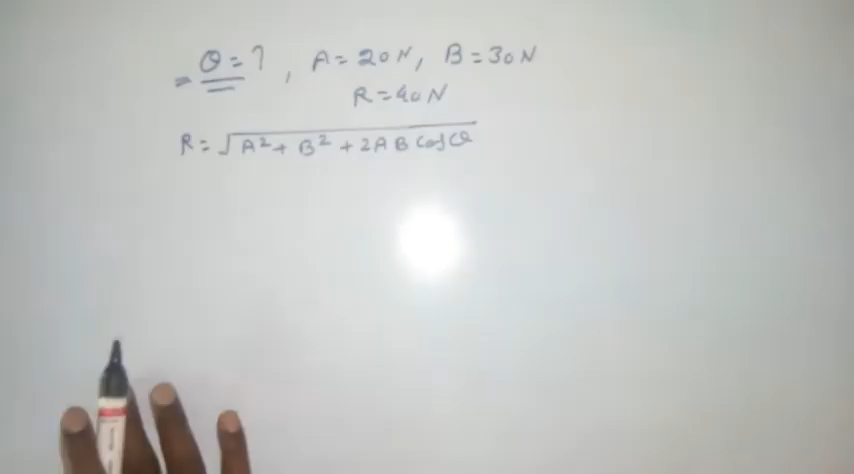 = θ = ? , A = 20N, B = 30N
R = 40N
R = √A² + B² + 2AB Cosθ